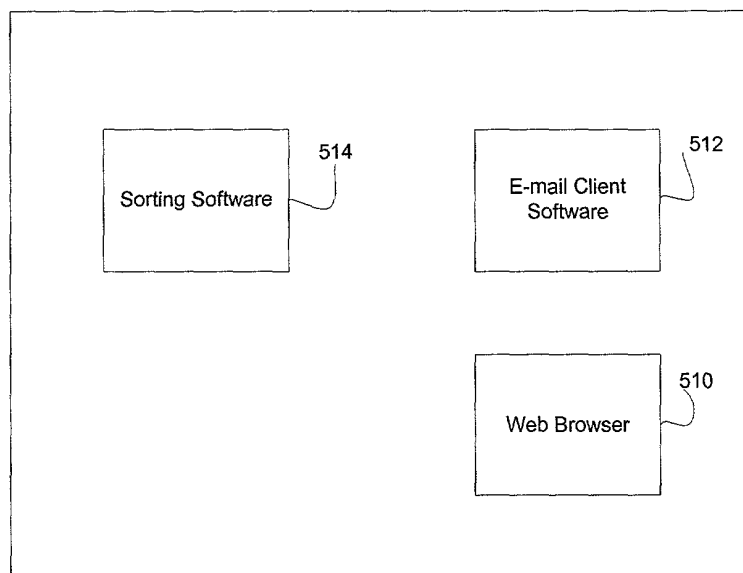 514
Sorting Software
512
E-mail Client
Software
510
Web Browser